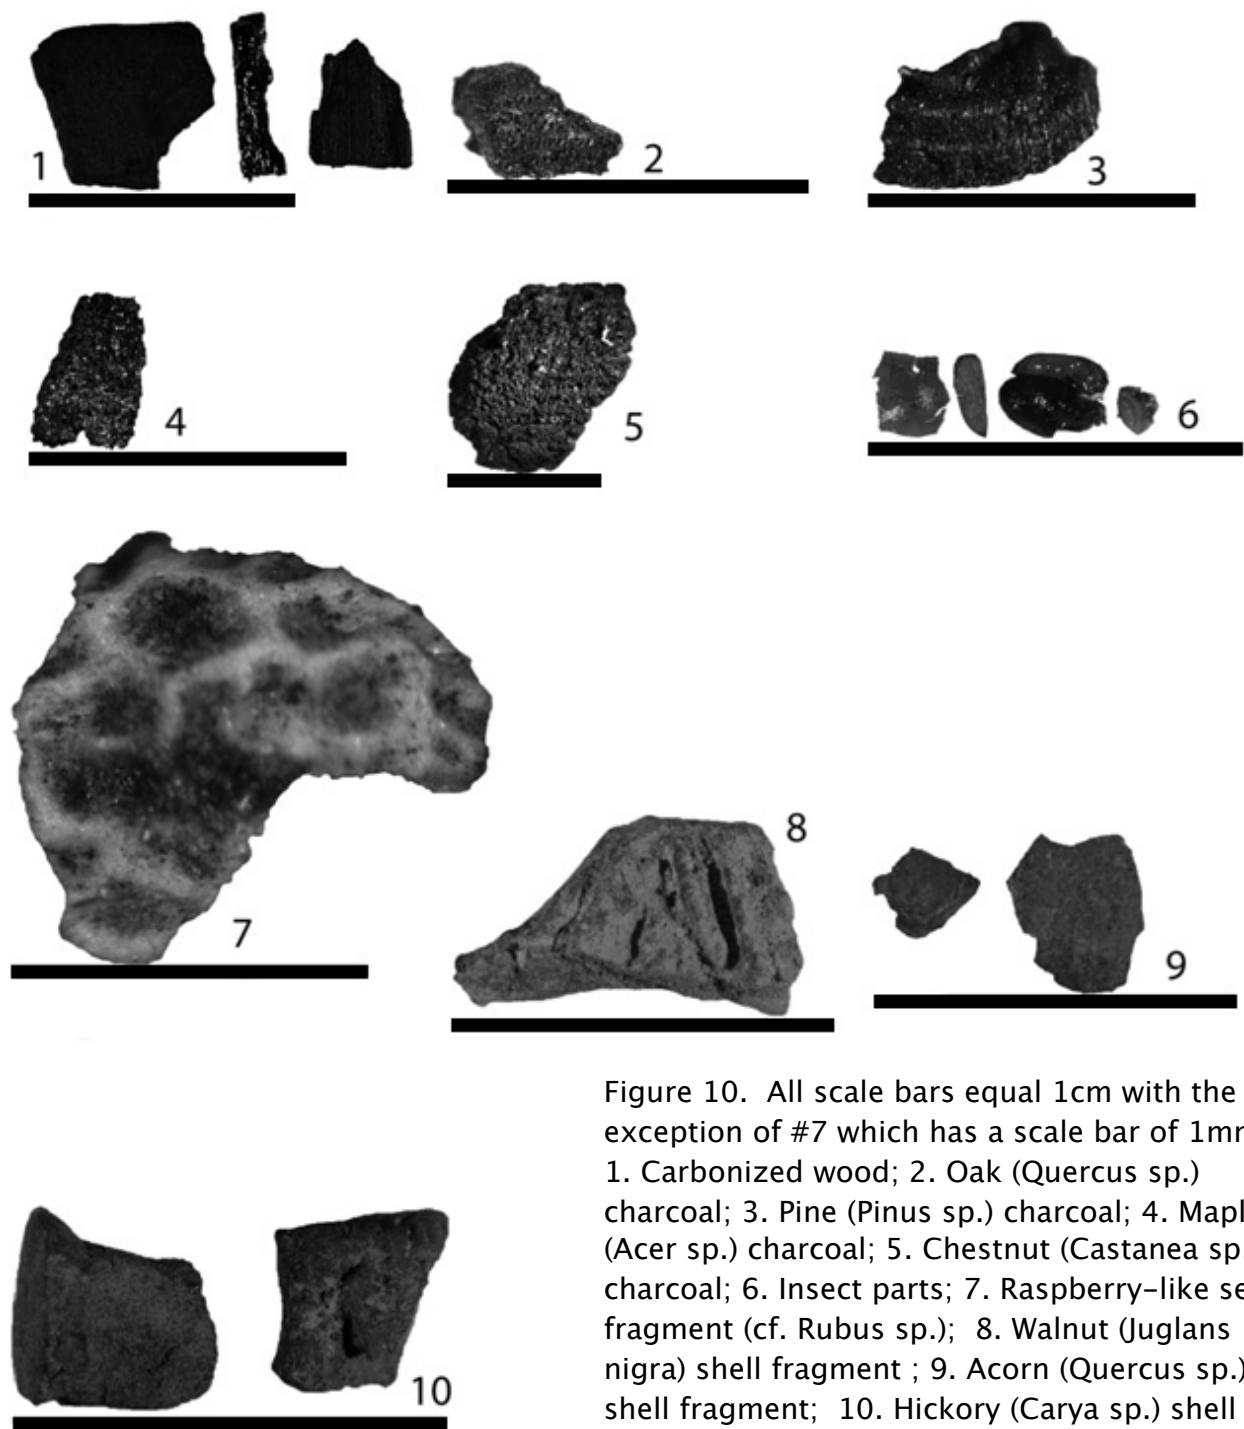 1
2
3
4
5
6
7
8
9
10
Figure 10. All scale bars equal 1cm with the
exception of #7 which has a scale bar of
1. Carbonized wood; 2. Oak (Quercus sp.)
charcoal; 3. Pine (Pinus sp.) charcoal; 4.
(Acer sp.) charcoal; 5. Chestnut (Castanea sp
charcoal; 6. Insect parts; 7. Raspberry-like
fragment (cf. Rubus sp.); 8. Walnut (Juglans
nigra) shell fragment ; 9. Acorn (Quercus sp.)
shell fragment; 10. Hickory (Carya sp.) shell